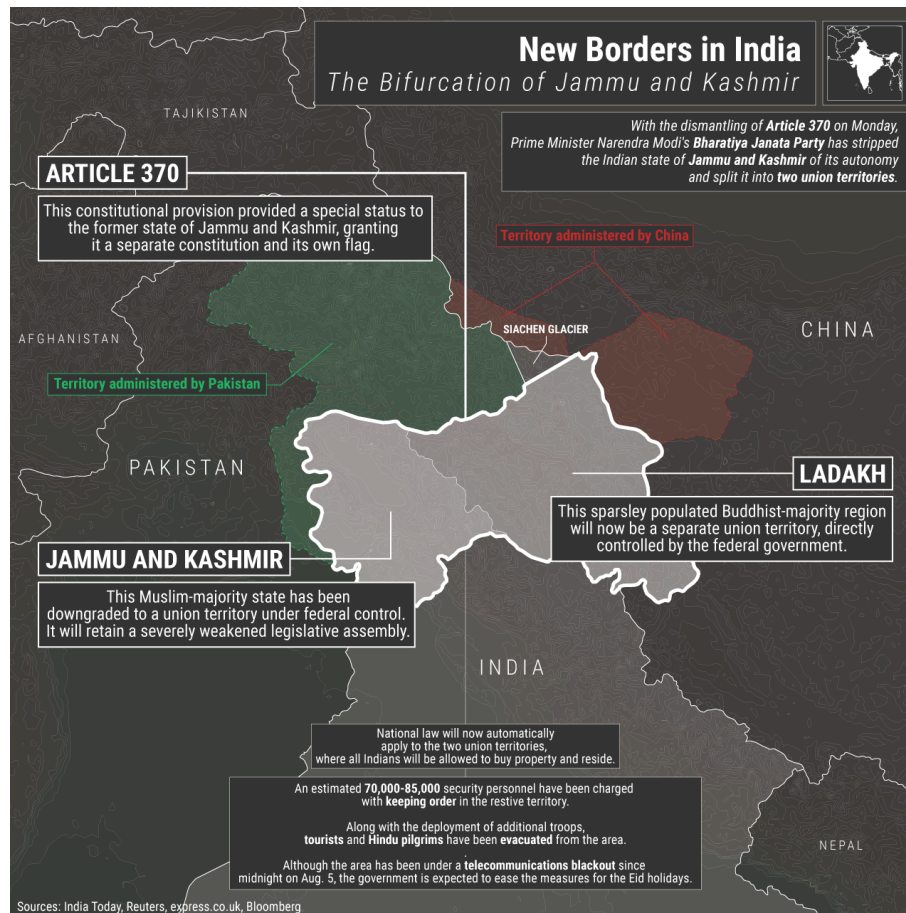 New Borders in India
The Bifurcation of Jammu and Kashmir
With the dismantling of Article 370 on Monday,
Prime Minister Narendra Modi's Bharatiya Janata Party has stripped
the Indian state of Jammu and Kashmir of its autonomy
and split it into two union territories.
TAJIKISTAN
ARTICLE 370
This constitutional provision provided a special status to
the former state of Jammu and Kashmir, granting
it a separate constitution and its own flag.
Territory administered by China
SIACHEN GLACIER
CHINA
AFGHANISTAN
Territory administered by Pakistan
PAKISTAN
LADAKH
This sparsley populated Buddhist-majority region
will now be a separate union territory, directly
controlled by the federal government.
JAMMU AND KASHMIR
This Muslim-majority state has been
downgraded to a union territory under federal control.
It will retain a severely weakened legislative assembly.
INDIA
National law will now automatically
apply to the two union territories,
where all Indians will be allowed to buy property and reside.
An estimated 70,000-85,000 security personnel have been charged
with keeping order in the restive territory.
Along with the deployment of additional troops,
tourists and Hindu pilgrims have been evacuated from the area.
Although the area has been under a telecommunications blackout since
midnight on Aug. 5, the government is expected to ease the measures for the Eid holidays.
NEPAL
Sources: India Today, Reuters, express.co.uk, Bloomberg